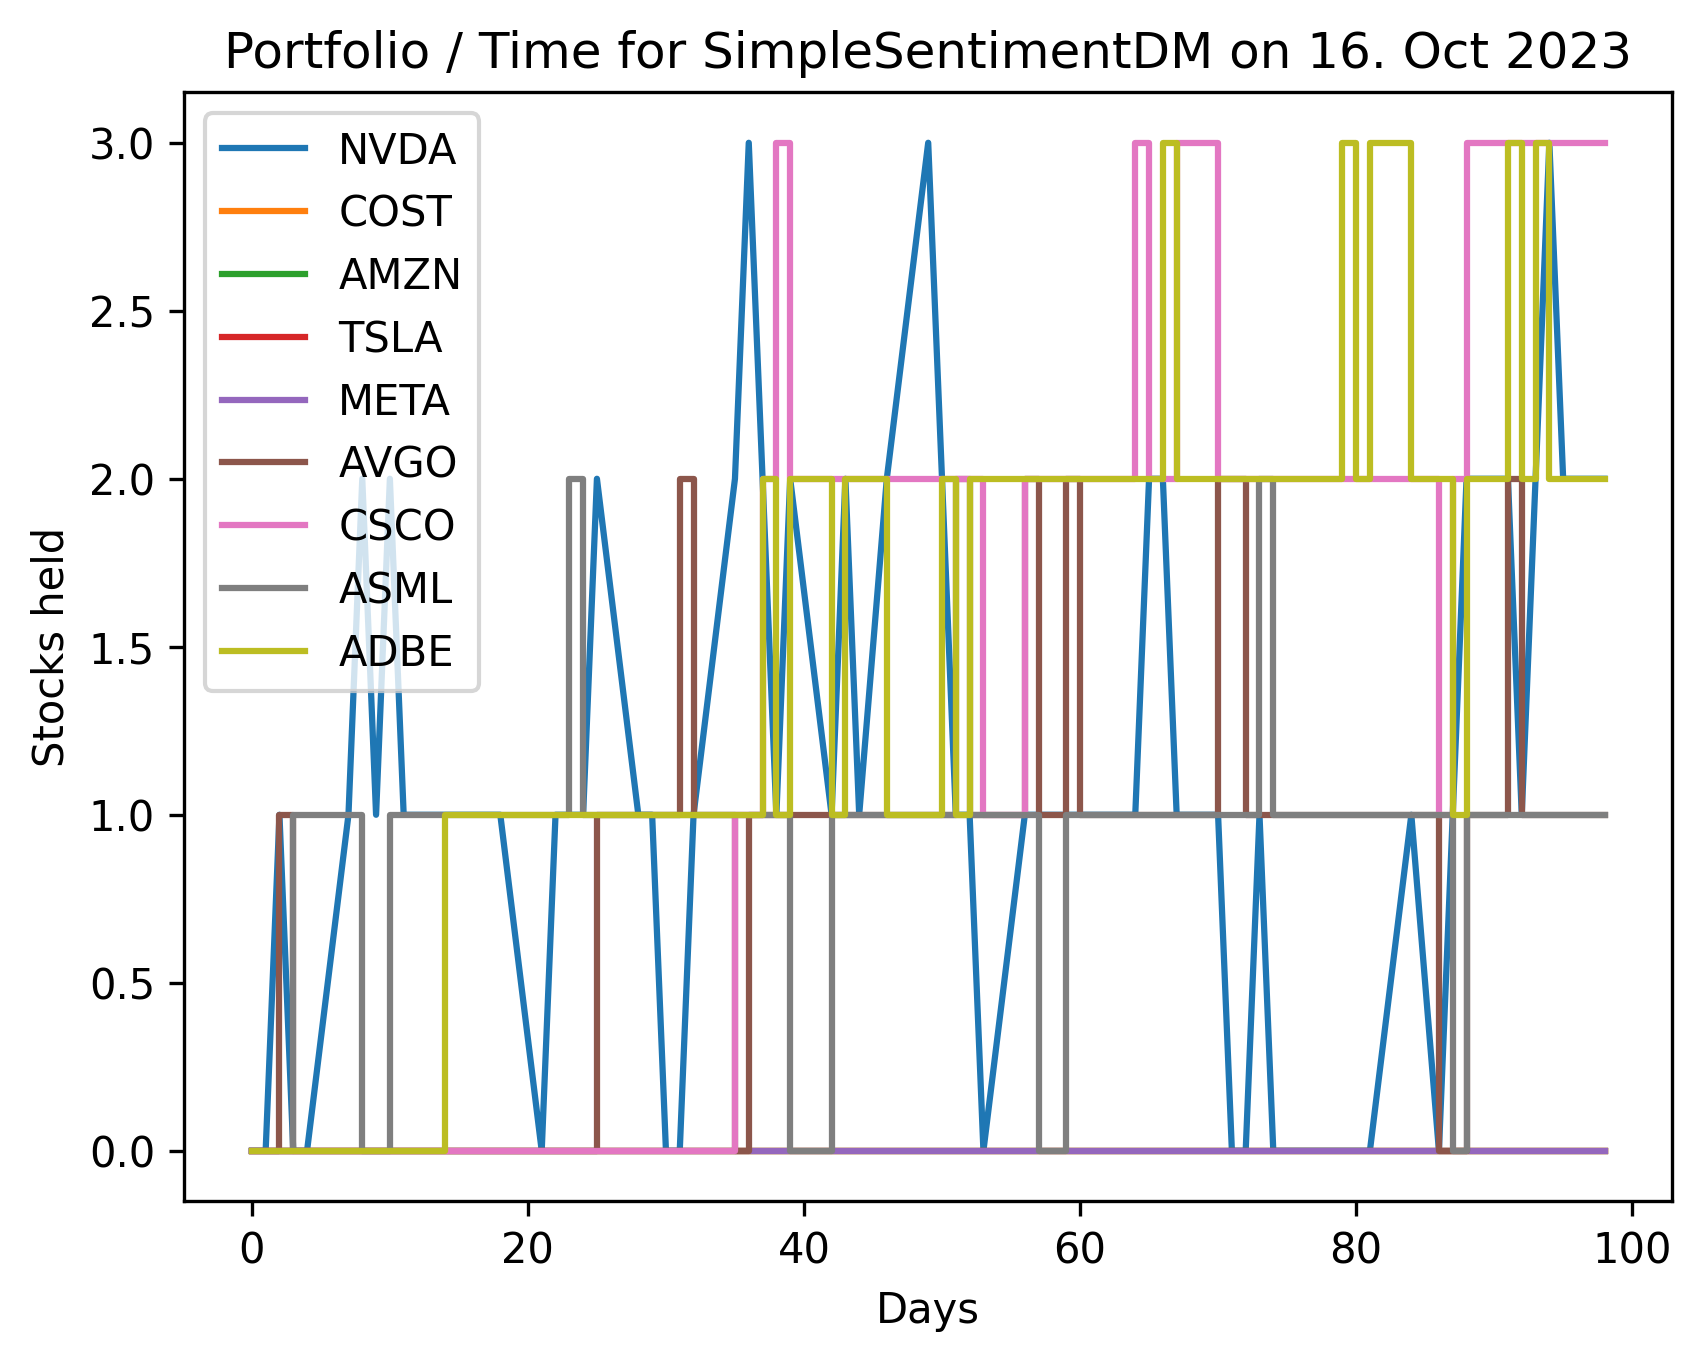 Portfolio / Time for SimpleSentimentDM on 16. Oct 2023
NVDA
COST
AMZN
TSLA
META
AVGO
CSCO
ASML
ADBE
Stocks held
3.0
2.5
2.0
1.5
1.0
0.5
0.0
0 20 40 60 80 100
Days